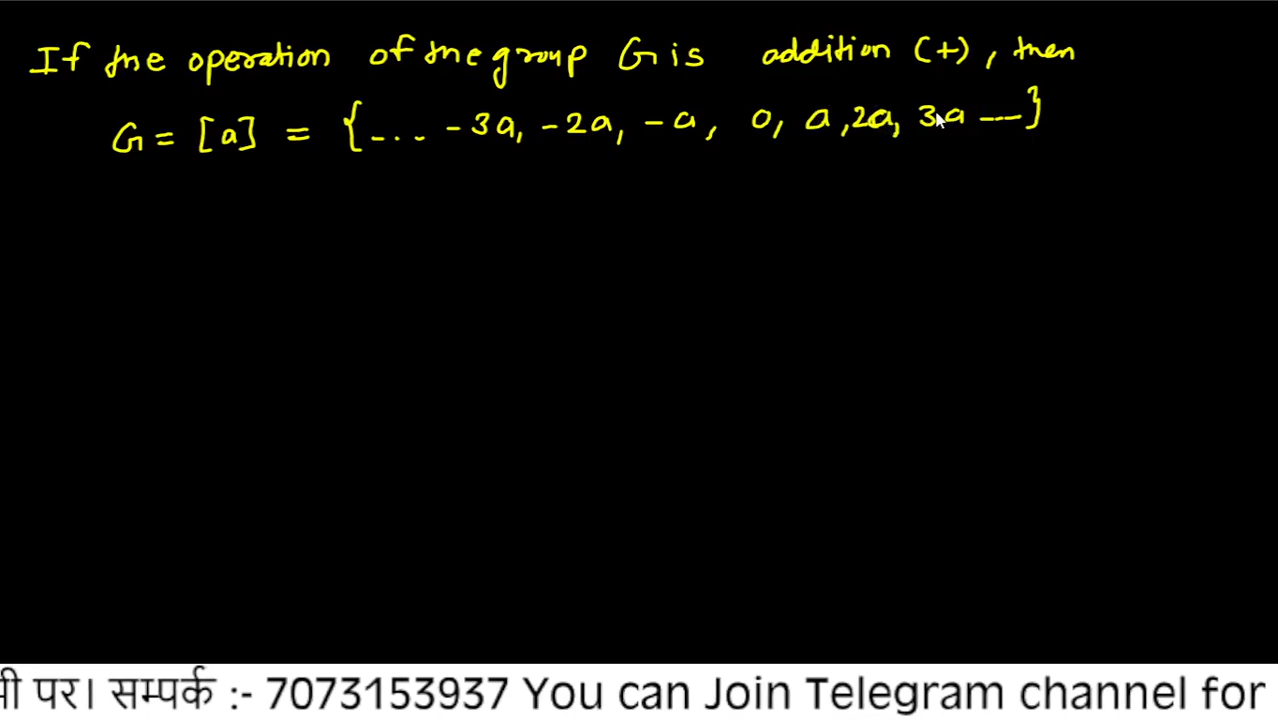 If the operation of the group G is addition (+), then
G = [a] = {... -3a, -2a, -a, 0, a, 2a, 3a ---}
मी पर। सम्पर्क :- 7073153937 You can Join Telegram channel for